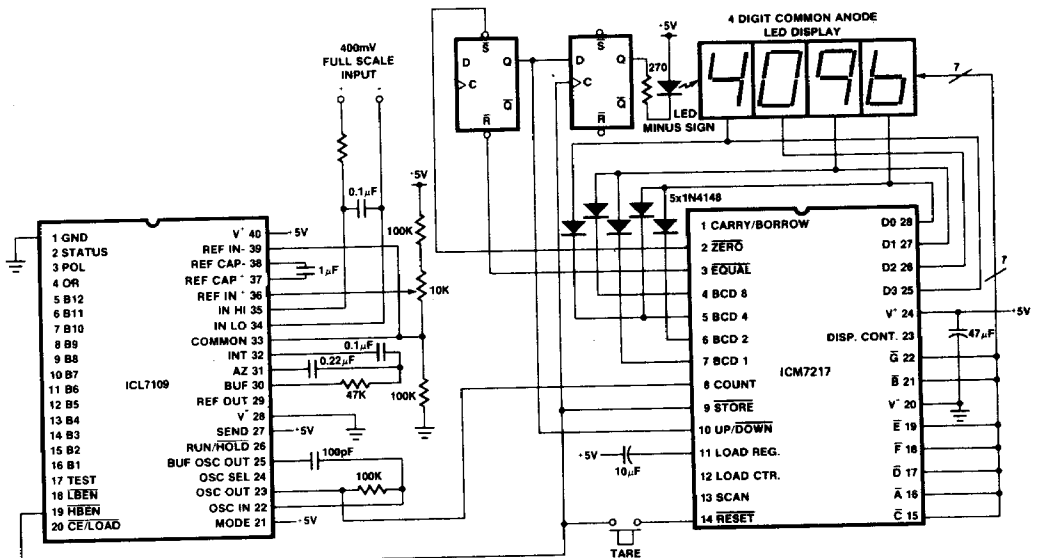 4 DIGIT COMMON ANODE
LED DISPLAY
+5V
4096
7
S
D Q
C
Q
R
S
D Q
C
Q
R
270
LED
MINUS SIGN
400mV
FULL SCALE
INPUT
0.1μF
+5V
100K
10K
1μF
0.1μF
0.22μF
47K
100K
100pF
100K
1 GND
2 STATUS
3 POL
4 OR
5 B12
6 B11
7 B10
8 B9
9 B8
10 B7
11 B6
12 B5
13 B4
14 B3
15 B2
16 B1
17 TEST
18 LBEN
19 HBEN
20 CE/LOAD
ICL7109
V+ 40
+5V
REF IN- 39
REF CAP- 38
REF CAP+ 37
REF IN+ 36
IN HI 35
IN LO 34
COMMON 33
INT 32
AZ 31
BUF 30
REF OUT 29
V- 28
SEND 27
+5V
RUN/HOLD 26
BUF OSC OUT 25
OSC SEL 24
OSC OUT 23
OSC IN 22
MODE 21
+5V
5x1N4148
1 CARRY/BORROW
2 ZERO
3 EQUAL
4 BCD 8
5 BCD 4
6 BCD 2
7 BCD 1
8 COUNT
9 STORE
10 UP/DOWN
11 LOAD REG.
12 LOAD CTR.
13 SCAN
14 RESET
+5V
10μF
TARE
ICM7217
D0 28
D1 27
D2 26
D3 25
V+ 24
DISP. CONT. 23
G 22
B 21
V- 20
E 19
F 18
D 17
A 16
C 15
7
+5V
47μF